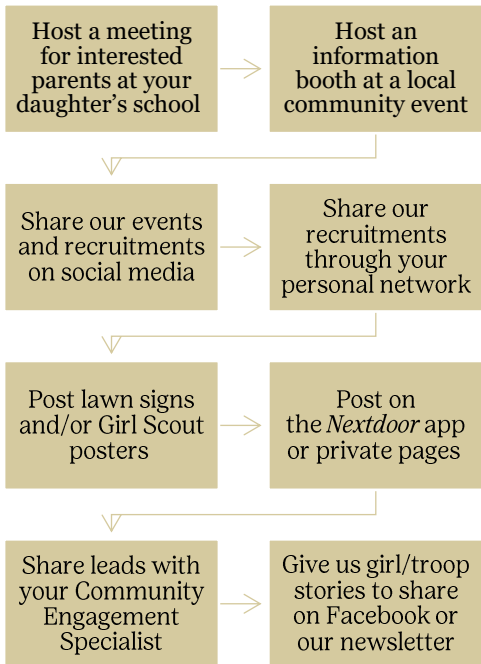 Host a meeting
for interested
parents at your
daughter’s school
Host an
information
booth at a local
community event
Share our events
and recruitments
on social media
Share our
recruitments
through your
personal network
Post lawn signs
and/or Girl Scout
posters
Post on
the Nextdoor app
or private pages
Share leads with
your Community
Engagement
Specialist
Give us girl/troop
stories to share
on Facebook or
our newsletter